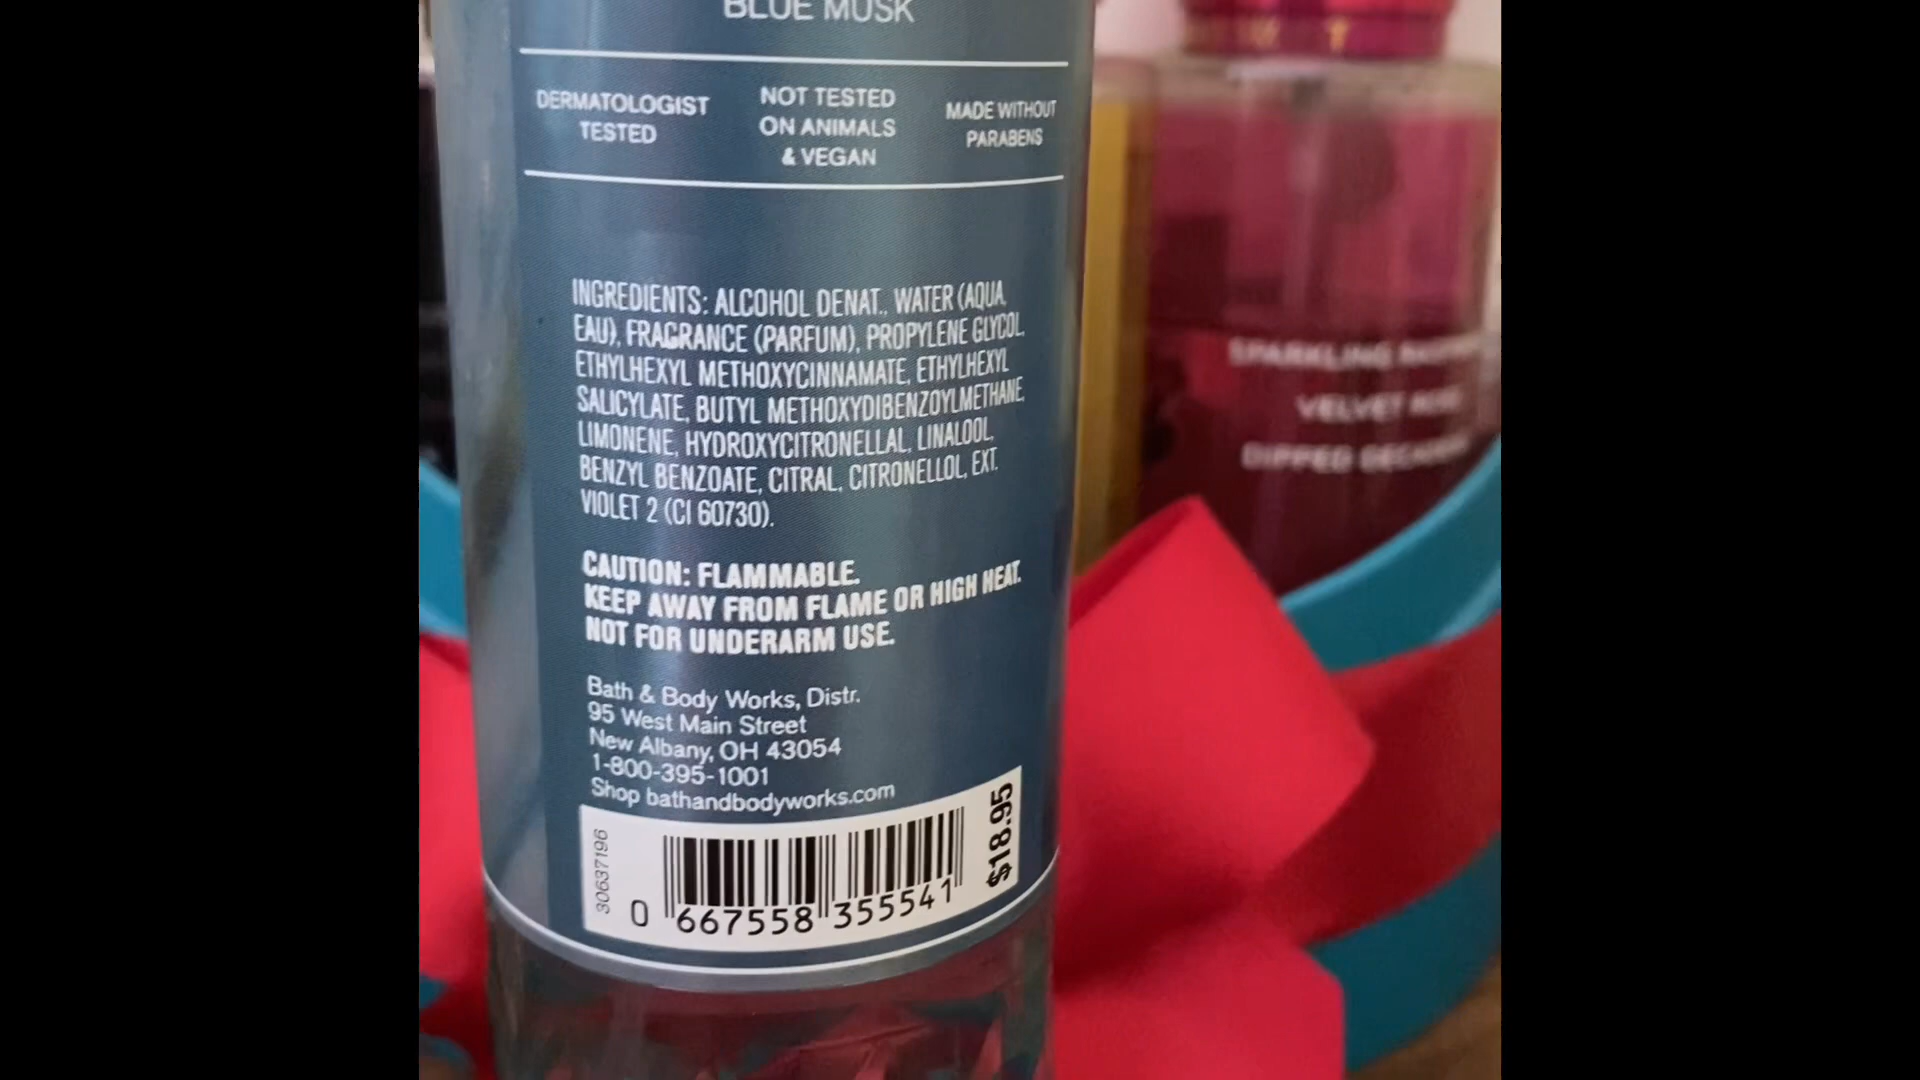 BLUE MUSK
DERMATOLOGIST
TESTED
NOT TESTED
ON ANIMALS
& VEGAN
MADE WITHOUT
PARABENS
INGREDIENTS: ALCOHOL DENAT., WATER (AQUA,
EAU), FRAGRANCE (PARFUM), PROPYLENE GLYCOL,
ETHYLHEXYL METHOXYCINNAMATE, ETHYLHEXYL
SALICYLATE, BUTYL METHOXYDIBENZOYLMETHANE,
LIMONENE, HYDROXYCITRONELLAL, LINALOOL,
BENZYL BENZOATE, CITRAL, CITRONELLOL, EXT.
VIOLET 2 (CI 60730).
CAUTION: FLAMMABLE.
KEEP AWAY FROM FLAME OR HIGH HEAT.
NOT FOR UNDERARM USE.
Bath & Body Works, Distr.
95 West Main Street
New Albany, OH 43054
1-800-395-1001
Shop bathandbodyworks.com
30637196
$18.95
0 667558 355541
SPARKLING
VELVET
DIPPED